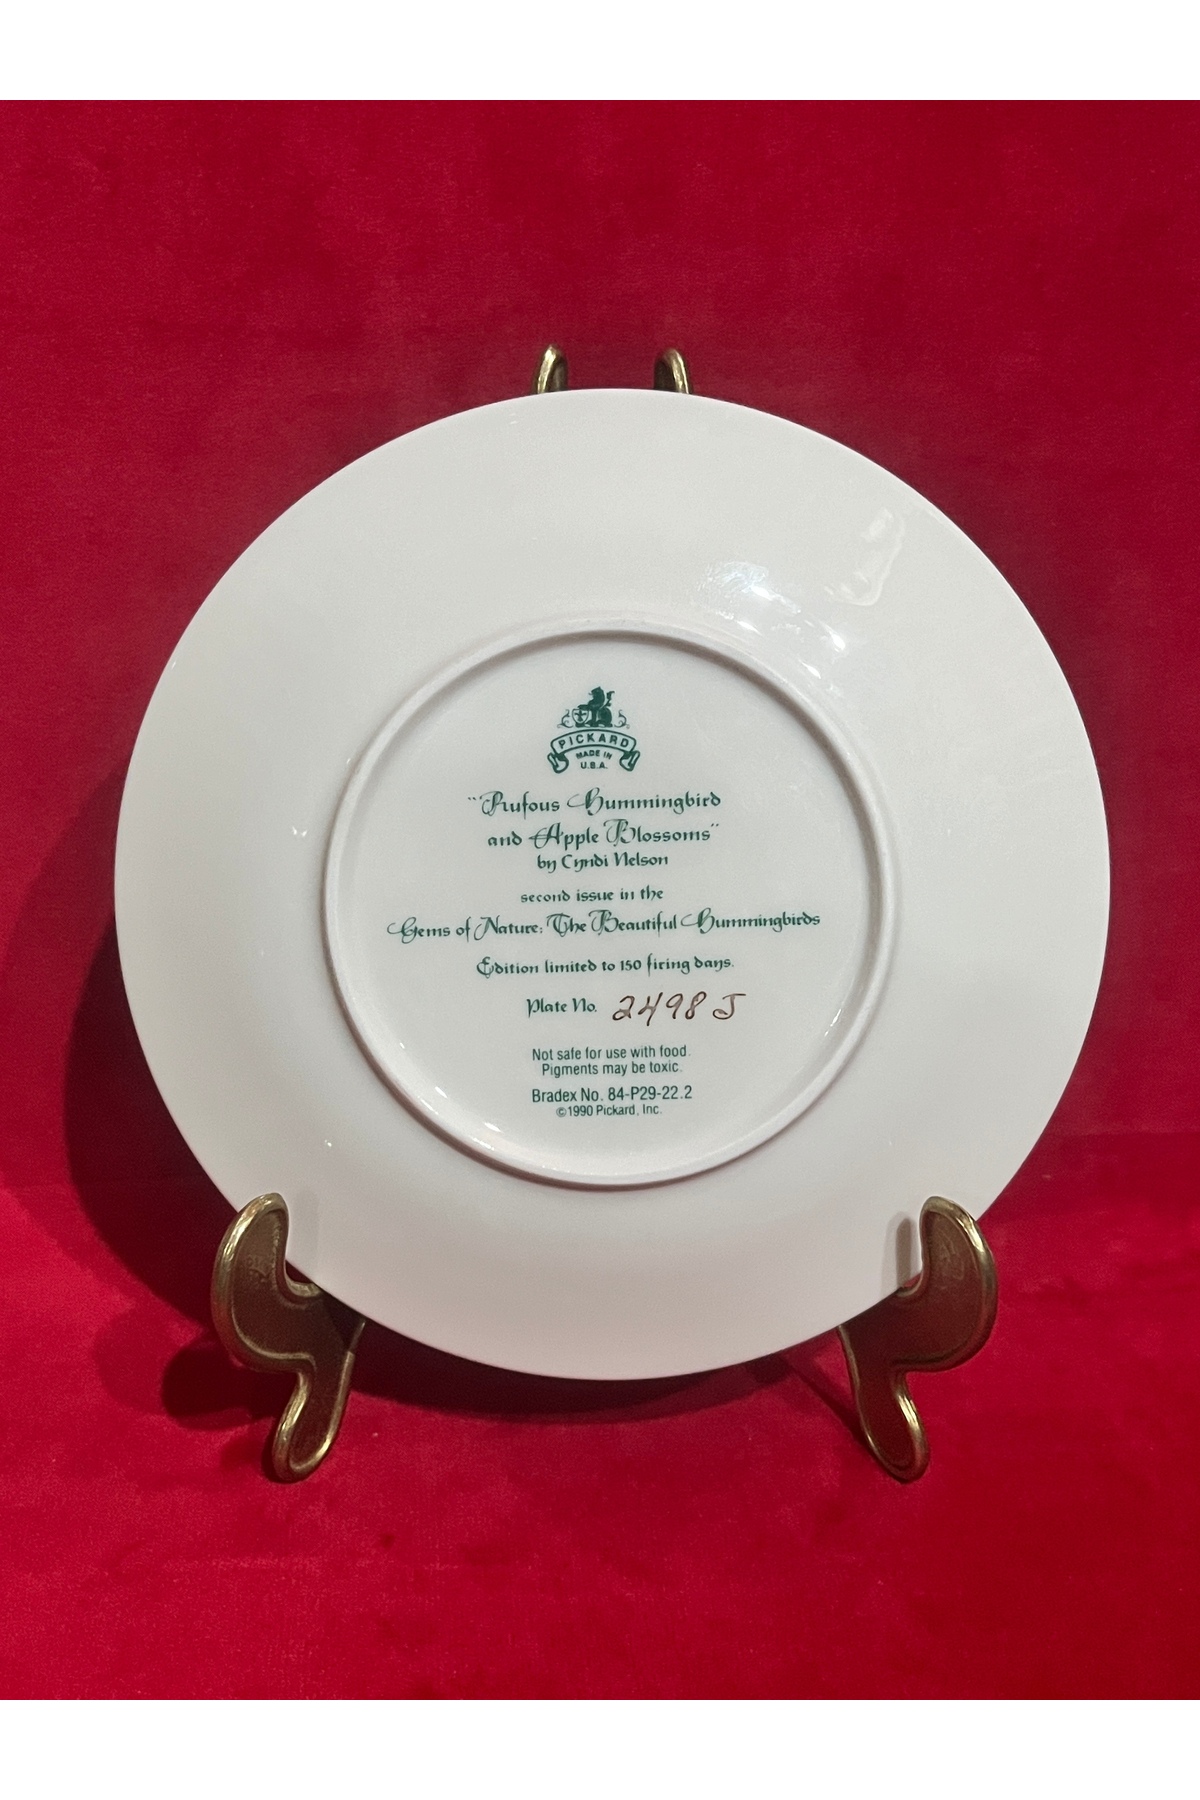 PICKARD
MADE IN
U.S.A.
"Rufous Hummingbird
and Apple Blossoms"
by Cyndi Nelson
second issue in the
Gems of Nature: The Beautiful Hummingbirds
Edition limited to 150 firing days.
Plate No. 2498 J
Not safe for use with food.
Pigments may be toxic.
Bradex No. 84-P29-22.2
©1990 Pickard, Inc.